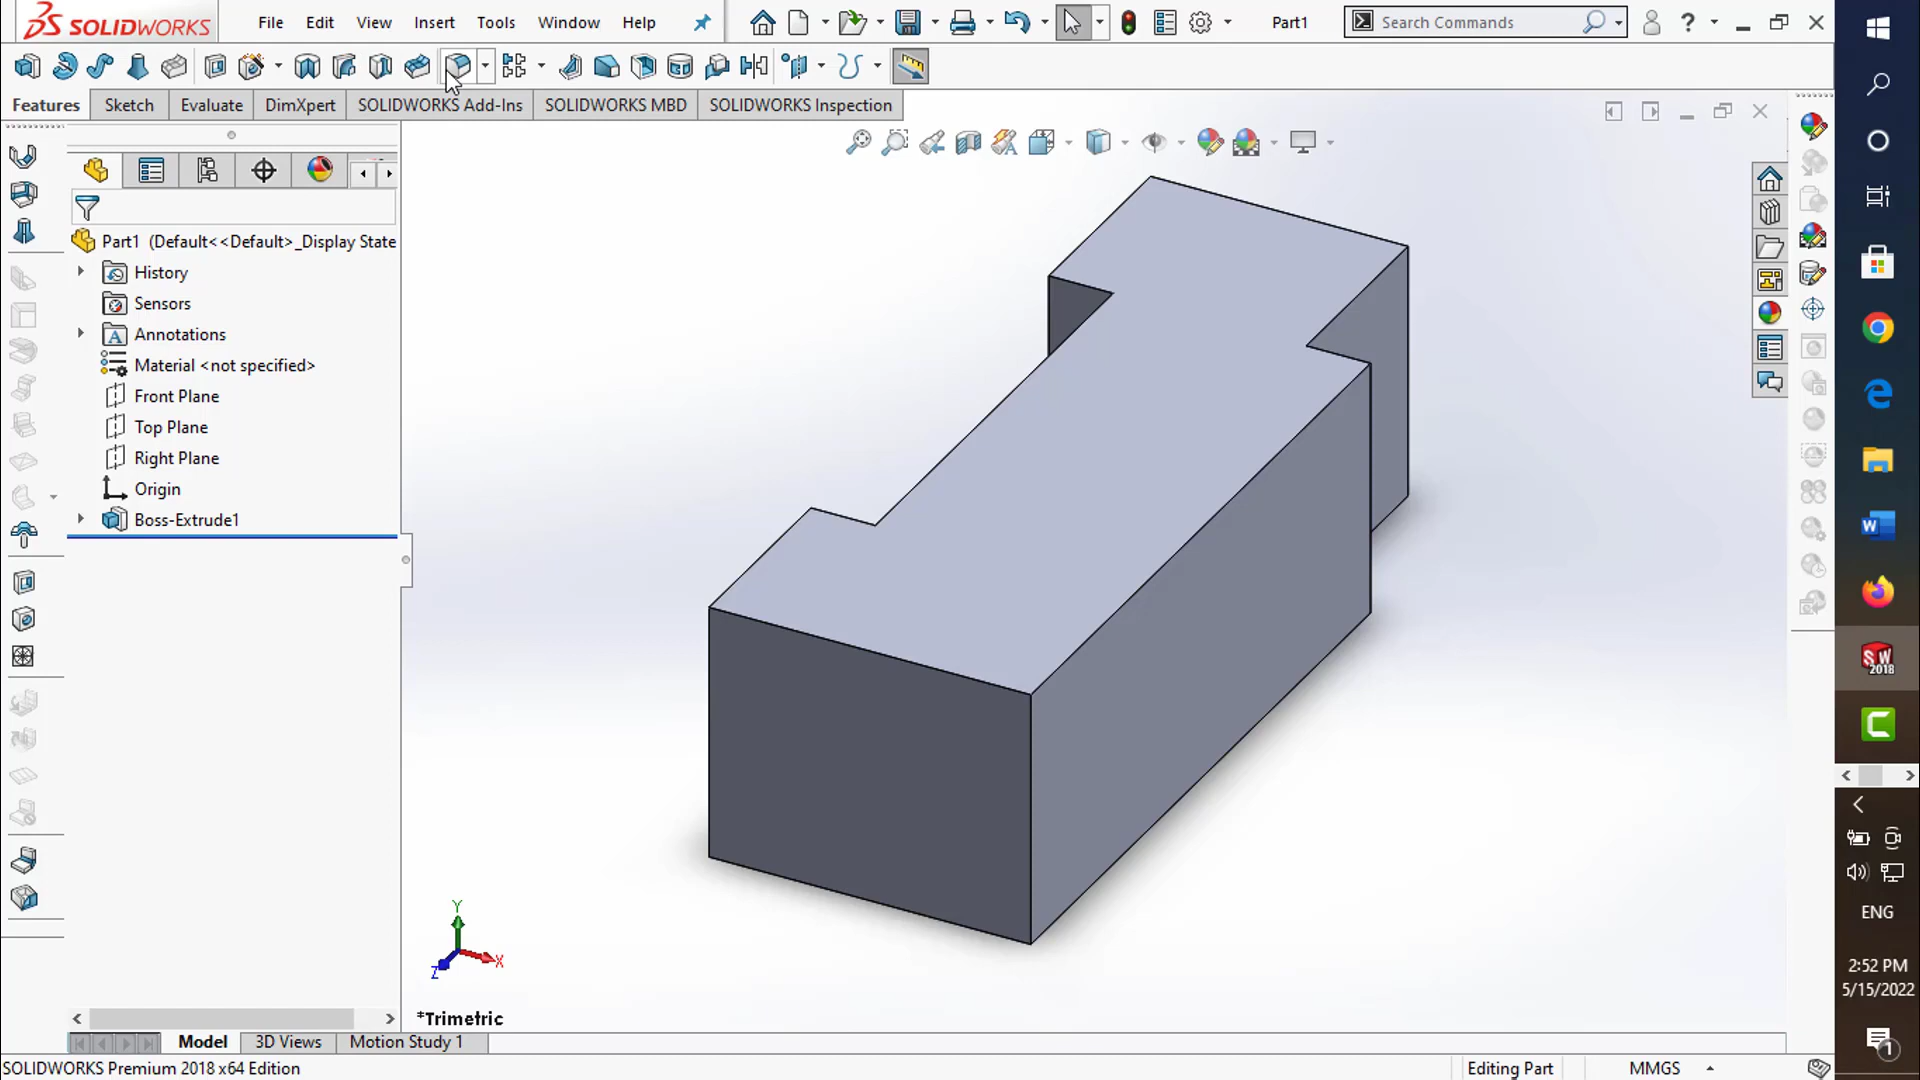 SOLIDWORKS
File Edit View Insert Tools Window Help
Part1
Search Commands
?
Features Sketch Evaluate DimXpert SOLIDWORKS Add-Ins SOLIDWORKS MBD SOLIDWORKS Inspection
Part1 (Default<<Default>_Display State
History
Sensors
Annotations
Material <not specified>
Front Plane
Top Plane
Right Plane
Origin
Boss-Extrude1
Y
X
Z
*Trimetric
Model 3D Views Motion Study 1
SOLIDWORKS Premium 2018 x64 Edition
Editing Part
MMGS
SW
2018
ENG
2:52 PM
5/15/2022
1